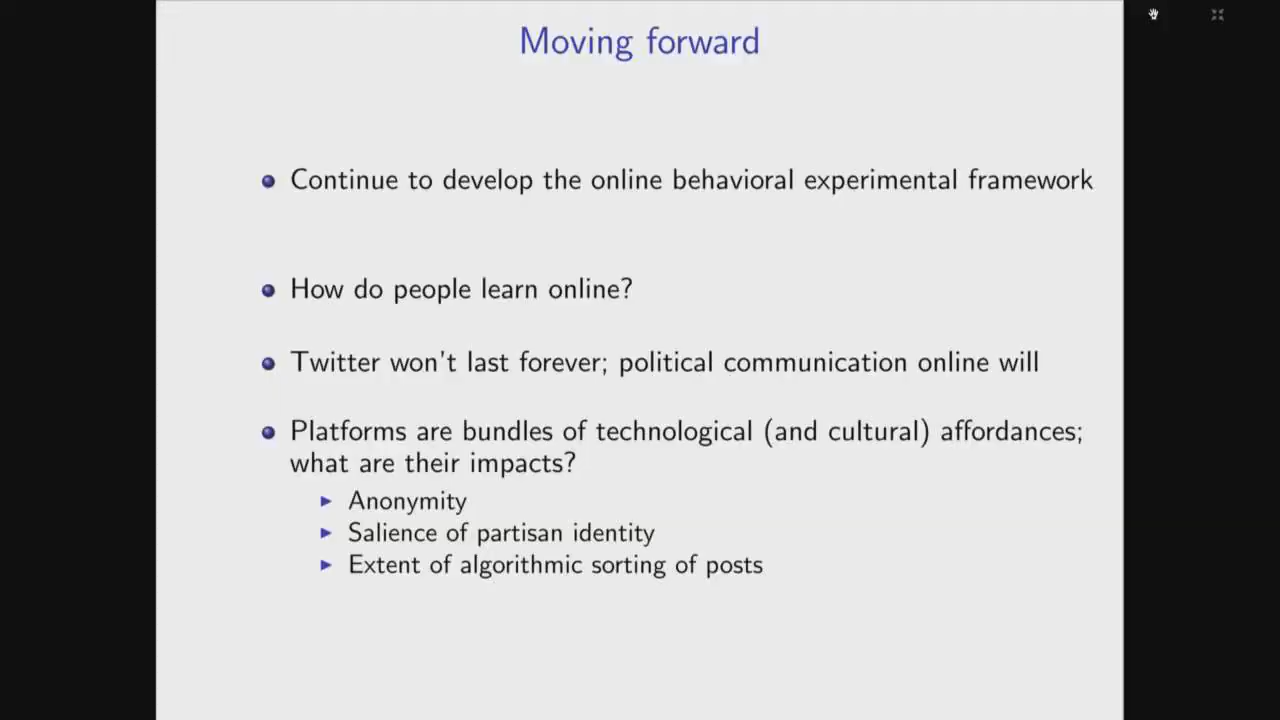 Moving forward
Continue to develop the online behavioral experimental framework
How do people learn online?
Twitter won't last forever; political communication online will
Platforms are bundles of technological (and cultural) affordances;
what are their impacts?
Anonymity
Salience of partisan identity
Extent of algorithmic sorting of posts